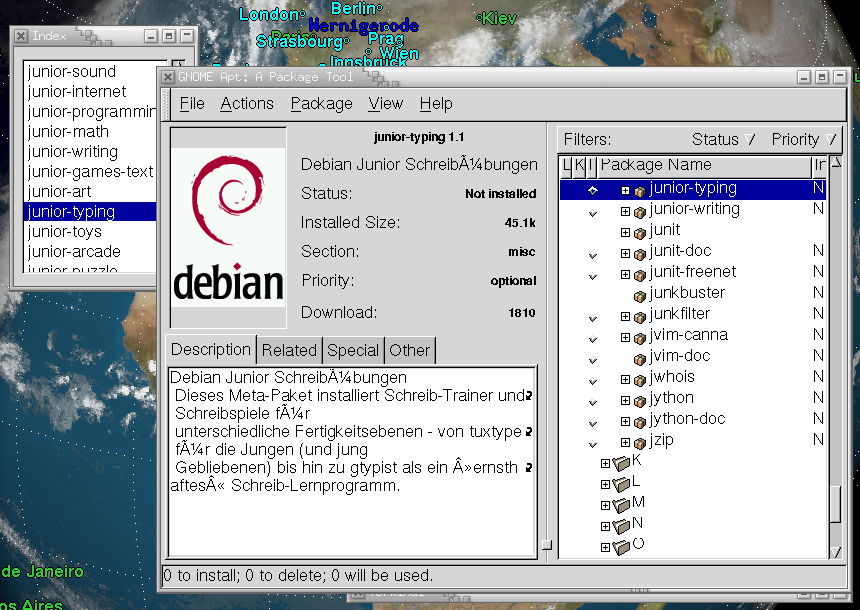 Berlin
London
Kiev
Wernigerode
Paris
Prag
Strasbourg
Wien
Innsbruck
Index
junior-sound
junior-internet
junior-programmin
junior-math
junior-writing
junior-games-text
junior-art
junior-typing
junior-toys
junior-arcade
junior-puzzle
GNOME Apt: A Package Tool
File Actions Package View Help
debian
junior-typing 1.1
Debian Junior SchreibÃ¼bungen
Status: Not installed
Installed Size: 45.1k
Section: misc
Priority: optional
Download: 1810
Description Related Special Other
Debian Junior SchreibÃ¼bungen
Dieses Meta-Paket installiert Schreib-Trainer und
Schreibspiele fÃ¼r
unterschiedliche Fertigkeitsebenen - von tuxtype
fÃ¼r die Jungen (und jung
Gebliebenen) bis hin zu gtypist als ein Â»ernsth
aftesÂ« Schreib-Lernprogramm.
Filters: Status Priority
L K I Package Name In
junior-typing N
junior-writing N
junit
junit-doc N
junit-freenet N
junkbuster N
junkfilter N
jvim-canna N
jvim-doc N
jwhois N
jython N
jython-doc N
jzip N
K
L
M
N
O
0 to install; 0 to delete; 0 will be used.
Terminal
de Janeiro
os Aires